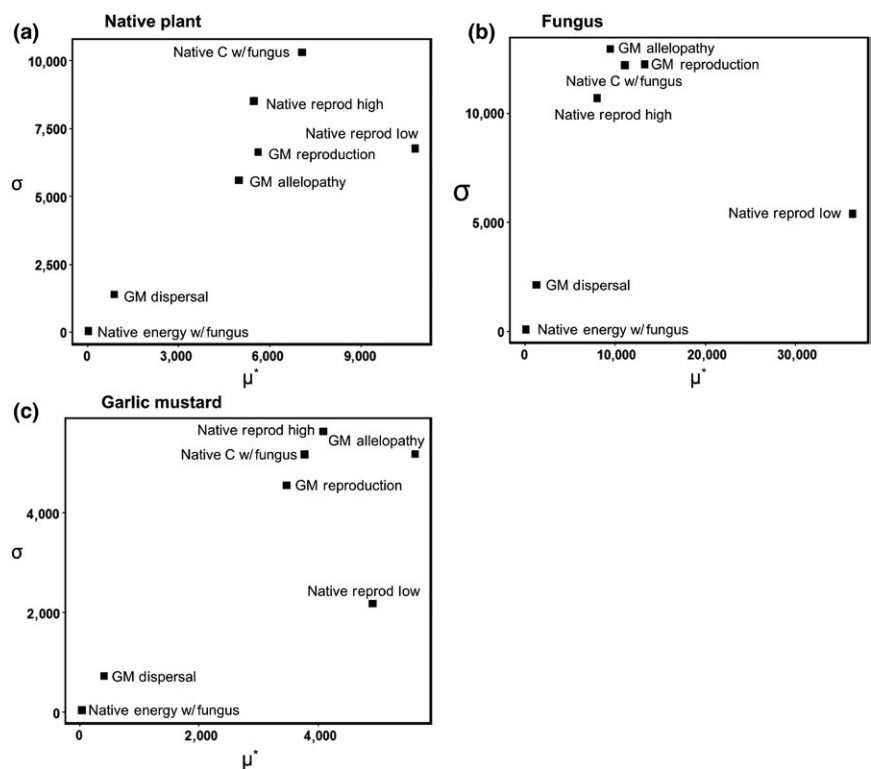 (a)
Native plant
10,000
7,500
5,000
2,500
0
σ
Native C w/fungus
Native reprod high
Native reprod low
GM reproduction
GM allelopathy
GM dispersal
Native energy w/fungus
0 3,000 6,000 9,000
μ*
(b)
Fungus
10,000
5,000
0
σ
GM allelopathy
GM reproduction
Native C w/fungus
Native reprod high
Native reprod low
GM dispersal
Native energy w/fungus
0 10,000 20,000 30,000
μ*
(c)
Garlic mustard
4,000
2,000
0
σ
Native reprod high
GM allelopathy
Native C w/fungus
GM reproduction
Native reprod low
GM dispersal
Native energy w/fungus
0 2,000 4,000
μ*